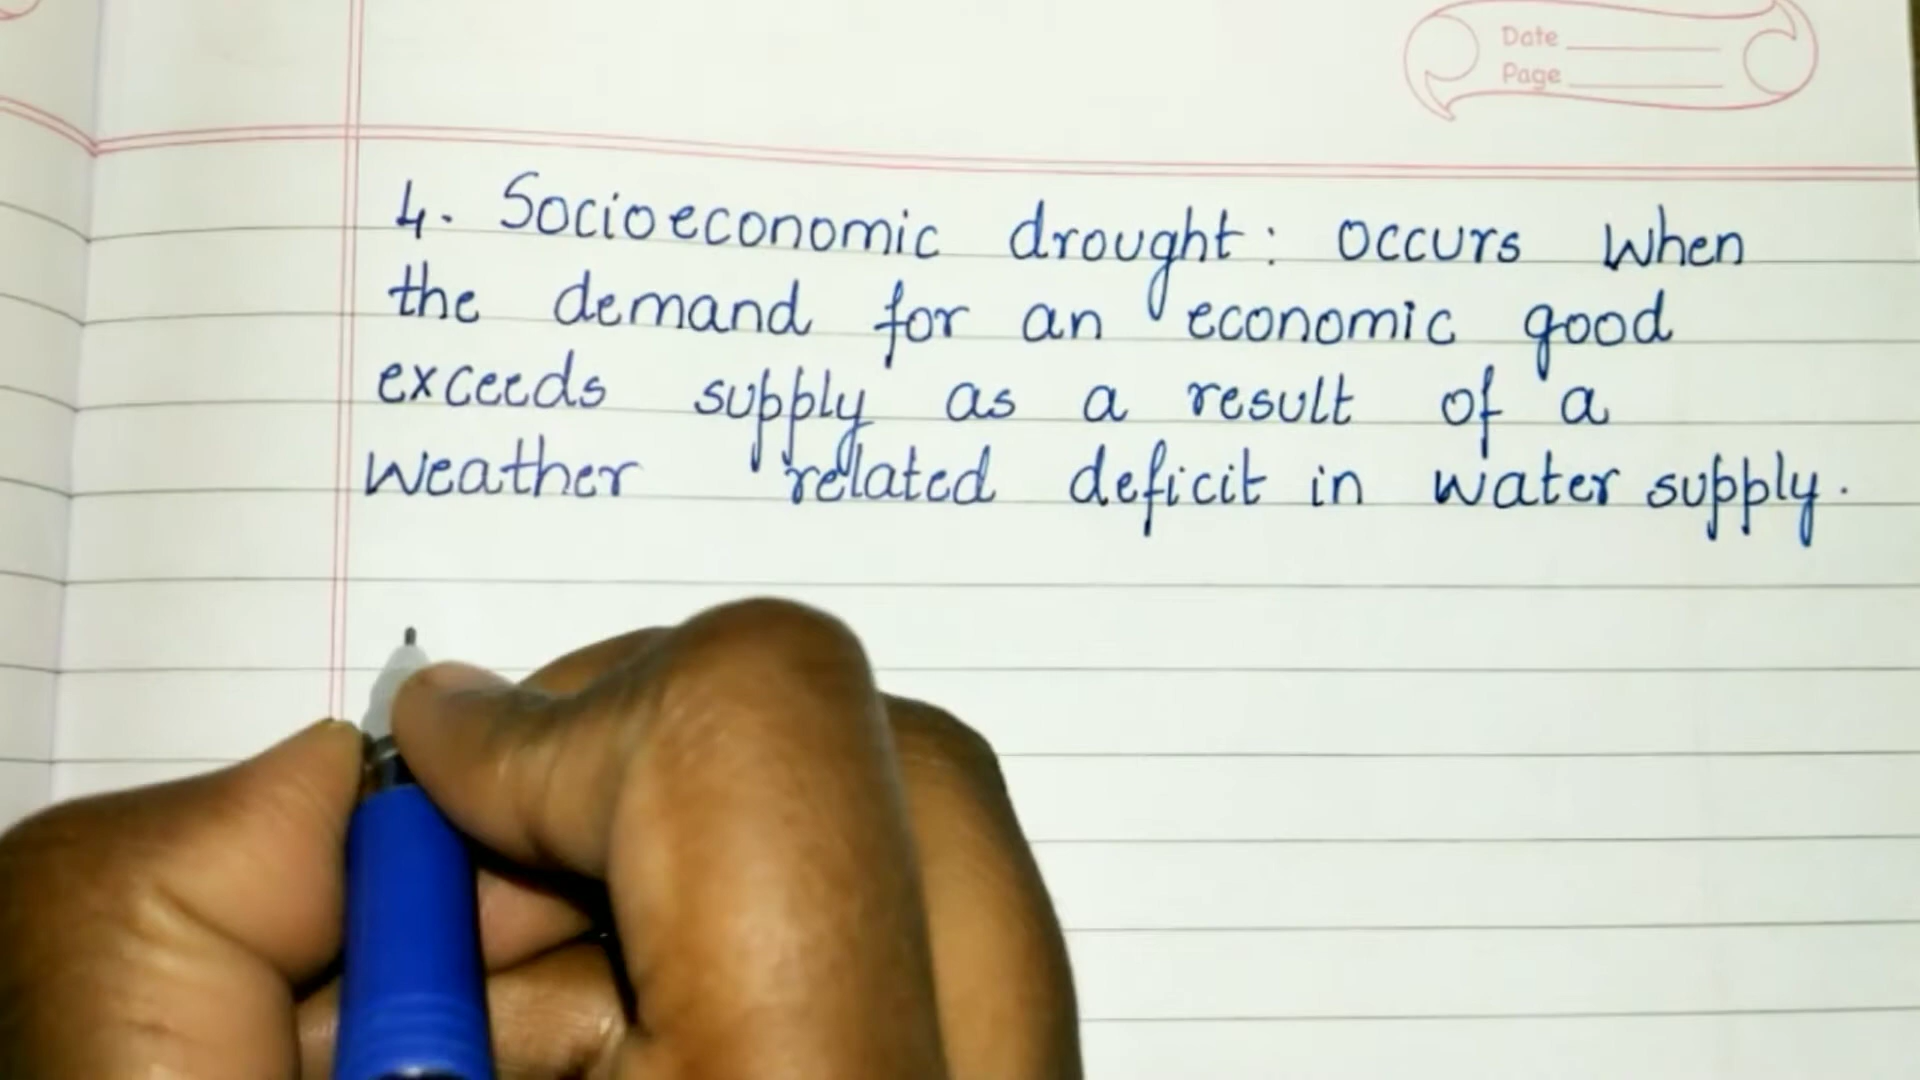 Date
Page
4. Socioeconomic drought: occurs when
the demand for an economic good
exceeds supply as a result of a
weather related deficit in water supply.